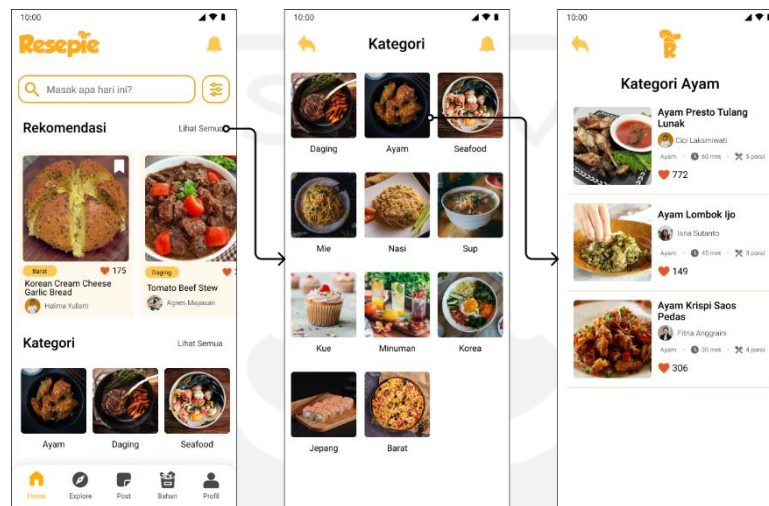 10:00
Resepie
Masak apa hari ini?
Rekomendasi
Lihat Semua
Barat
175
Korean Cream Cheese
Garlic Bread
Halima Yuliarti
Daging
Tomato Beef Stew
Agnes Mayasari
Kategori
Lihat Semua
Ayam
Daging
Seafood
Home
Explore
Post
Bahan
Profil
10:00
Kategori
Daging
Ayam
Seafood
Mie
Nasi
Sup
Kue
Minuman
Korea
Jepang
Barat
10:00
R
Kategori Ayam
Ayam Presto Tulang
Lunak
Cici Laksmiwati
Ayam · 60 mnt · 5 porsi
772
Ayam Lombok Ijo
Isna Sutanto
Ayam · 45 mnt · 3 porsi
149
Ayam Krispi Saos
Pedas
Fitria Anggraini
Ayam · 30 mnt · 4 porsi
306